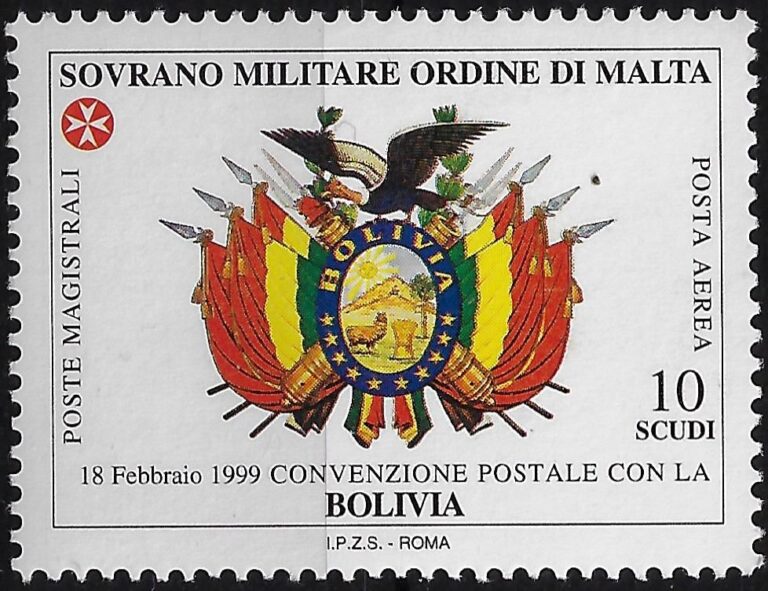 SOVRANO MILITARE ORDINE DI MALTA
POSTE MAGISTRALI
POSTA AEREA
BOLIVIA
10
SCUDI
18 Febbraio 1999 CONVENZIONE POSTALE CON LA
BOLIVIA
I.P.Z.S. - ROMA